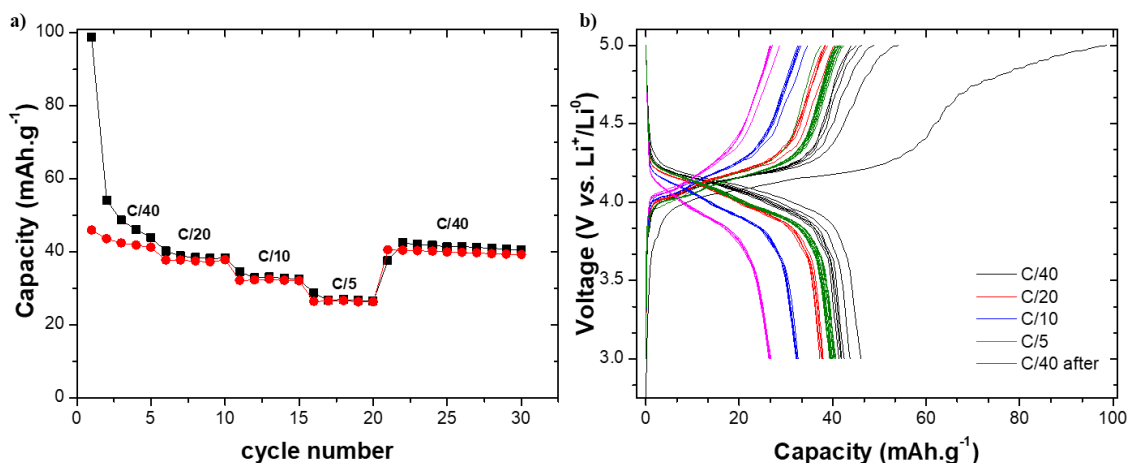 a)
100
80
60
40
20
0
Capacity (mAh.g⁻¹)
C/40
C/20
C/10
C/5
C/40
0
5
10
15
20
25
30
cycle number
b)
5.0
4.5
4.0
3.5
3.0
Voltage (V vs. Li⁺/Li⁰)
C/40
C/20
C/10
C/5
C/40 after
0
20
40
60
80
100
Capacity (mAh.g⁻¹)